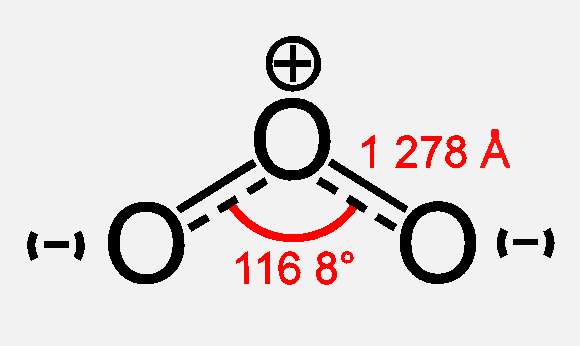 ⊕
O
1 278 Å
(−) O O (−)
116 8°